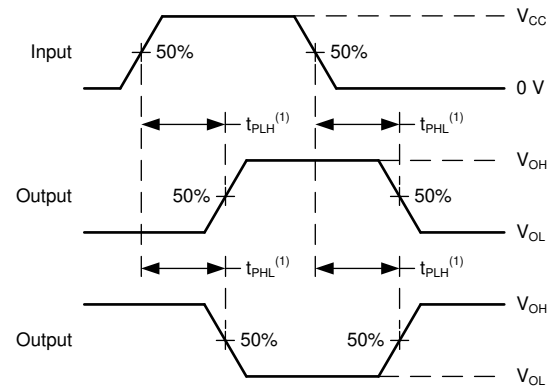 V_CC
Input 50% 50%
0 V
t_PLH^(1) t_PHL^(1)
V_OH
Output 50% 50%
V_OL
t_PHL^(1) t_PLH^(1)
V_OH
Output 50% 50%
V_OL